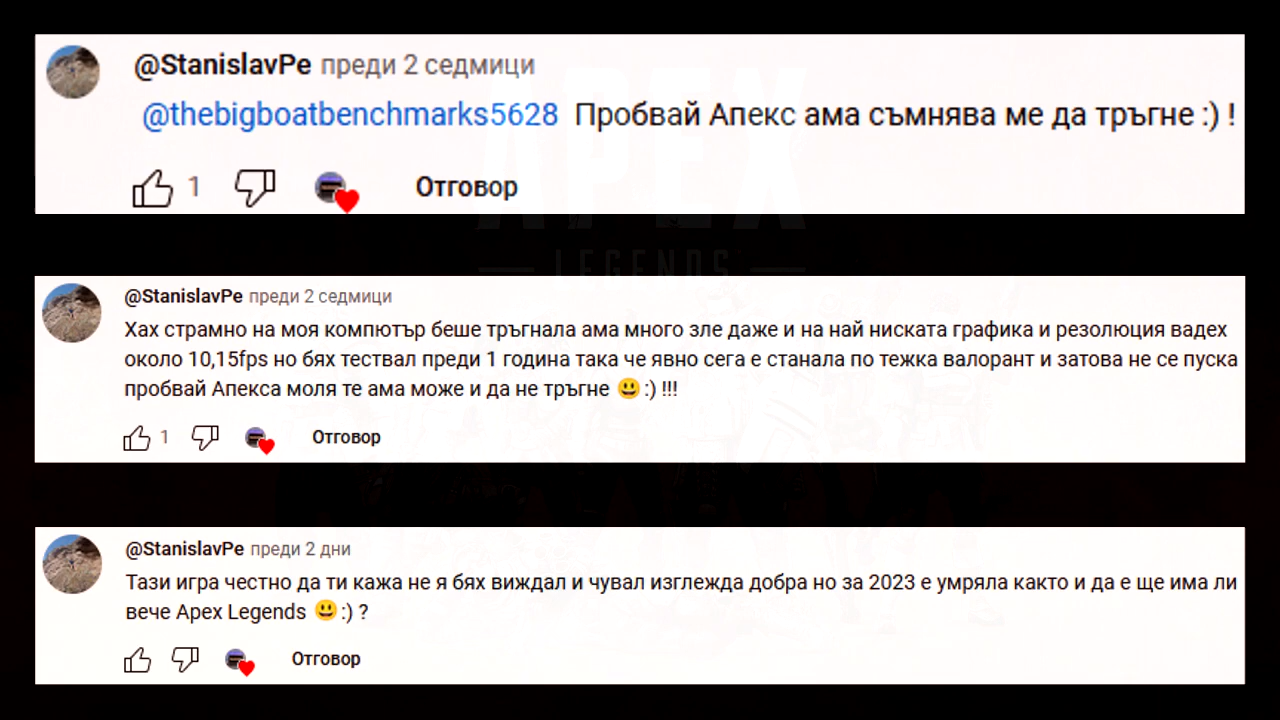 @StanislavPe преди 2 седмици
@thebigboatbenchmarks5628 Пробвай Апекс ама съмнява ме да тръгне :) !
1 Отговор
APEX
LEGENDS
@StanislavPe преди 2 седмици
Хах страмно на моя компютър беше тръгнала ама много зле даже и на най ниската графика и резолюция вадех
около 10,15fps но бях тествал преди 1 година така че явно сега е станала по тежка валорант и затова не се пуска
пробвай Апекса моля те ама може и да не тръгне 😃 :) !!!
1 Отговор
@StanislavPe преди 2 дни
Тази игра честно да ти кажа не я бях виждал и чувал изглежда добра но за 2023 е умряла както и да е ще има ли
вече Apex Legends 😃 :) ?
Отговор